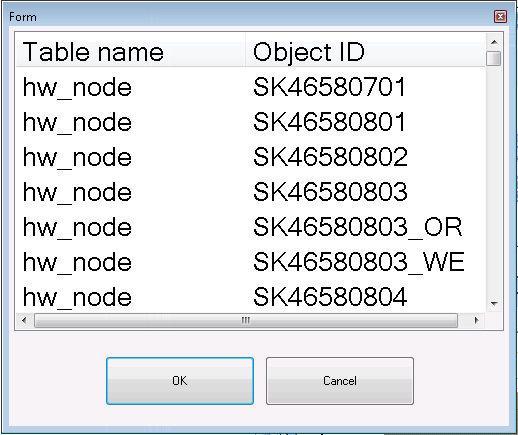 Form
Table name Object ID
hw_node SK46580701
hw_node SK46580801
hw_node SK46580802
hw_node SK46580803
hw_node SK46580803_OR
hw_node SK46580803_WE
hw_node SK46580804
OK Cancel